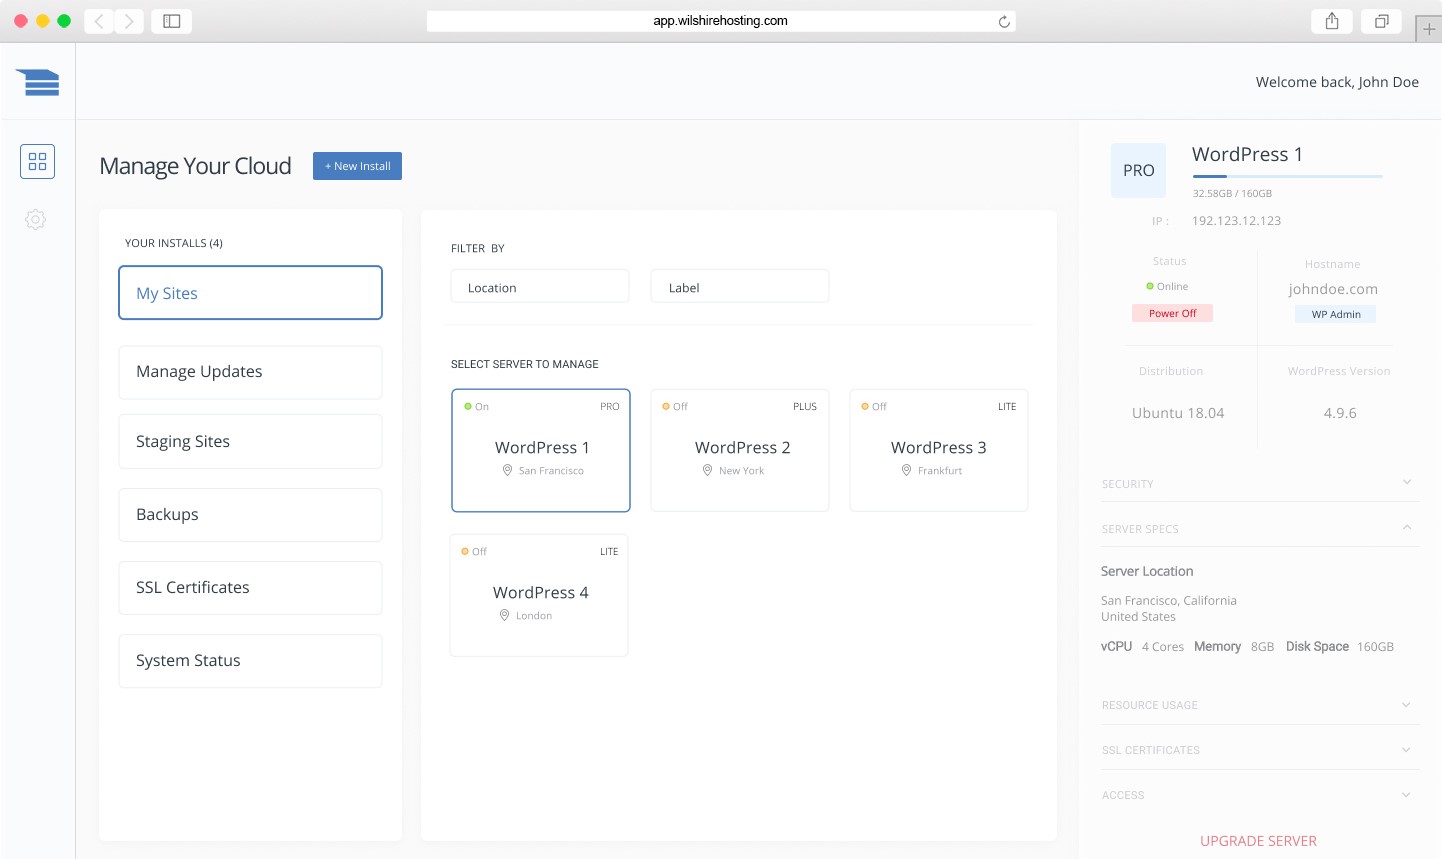 app.wilshirehosting.com
Welcome back, John Doe
Manage Your Cloud
+ New Install
YOUR INSTALLS (4)
My Sites
Manage Updates
Staging Sites
Backups
SSL Certificates
System Status
FILTER BY
Location
Label
SELECT SERVER TO MANAGE
On
PRO
WordPress 1
San Francisco
Off
PLUS
WordPress 2
New York
Off
LITE
WordPress 3
Frankfurt
Off
LITE
WordPress 4
London
PRO
WordPress 1
32.58GB / 160GB
IP : 192.123.12.123
Status
Online
Power Off
Hostname
johndoe.com
WP Admin
Distribution
Ubuntu 18.04
WordPress Version
4.9.6
SECURITY
SERVER SPECS
Server Location
San Francisco, California
United States
vCPU 4 Cores Memory 8GB Disk Space 160GB
RESOURCE USAGE
SSL CERTIFICATES
ACCESS
UPGRADE SERVER